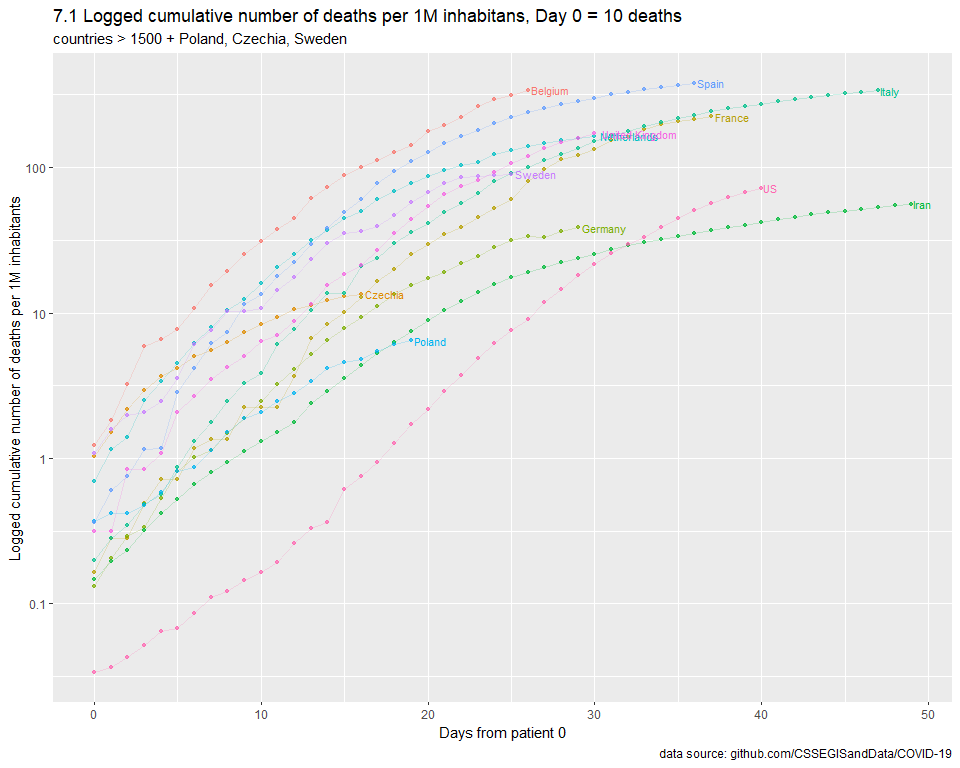 7.1 Logged cumulative number of deaths per 1M inhabitans, Day 0 = 10 deaths
countries > 1500 + Poland, Czechia, Sweden
Logged cumulative number of deaths per 1M inhabitants
100
10
1
0.1
Belgium
Spain
Italy
France
United Kingdom
Netherlands
Sweden
US
Iran
Germany
Czechia
Poland
0
10
20
30
40
50
Days from patient 0
data source: github.com/CSSEGISandData/COVID-19